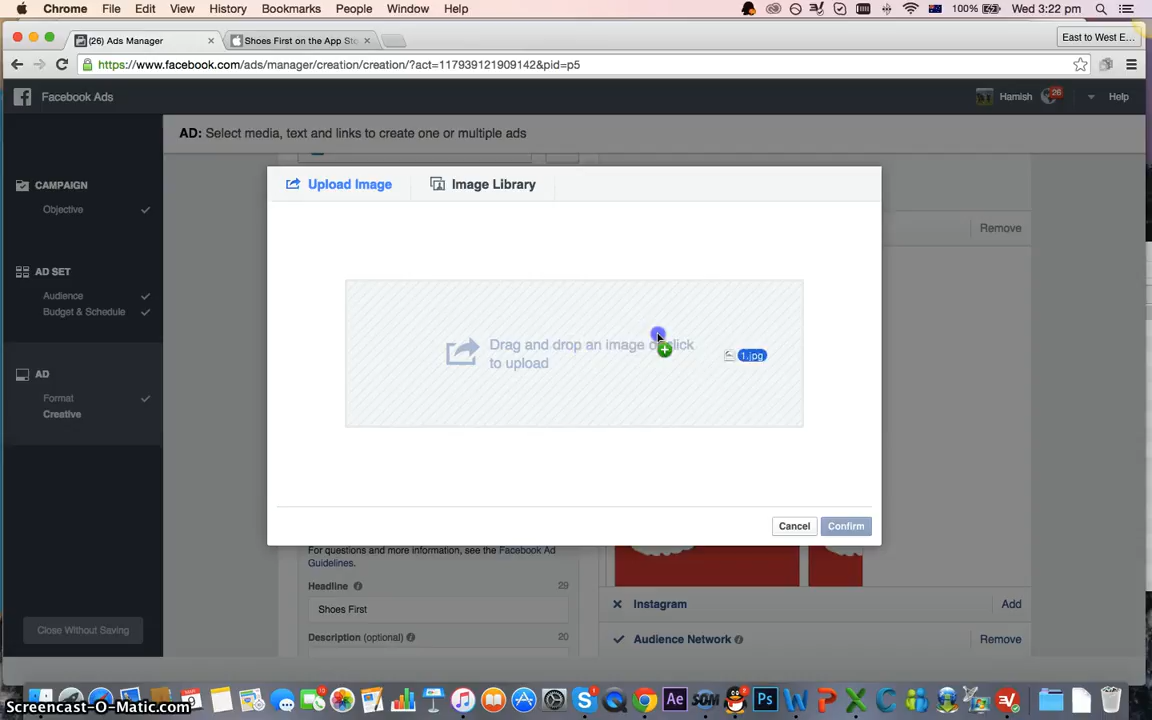 Chrome File Edit View History Bookmarks People Window Help 100% Wed 3:22 pm
(26) Ads Manager Shoes First on the App Sto East to West E...
https://www.facebook.com/ads/manager/creation/creation/?act=117939121909142&pid=p5
Facebook Ads Hamish 26 Help
AD: Select media, text and links to create one or multiple ads
CAMPAIGN
Objective
AD SET
Audience
Budget & Schedule
AD
Format
Creative
Close Without Saving
Upload Image Image Library
Remove
Drag and drop an image or click
to upload
1.jpg
Cancel Confirm
For questions and more information, see the Facebook Ad
Guidelines.
Headline 29
Shoes First
Description (optional) 20
Instagram Add
Audience Network Remove
Screencast-O-Matic.com